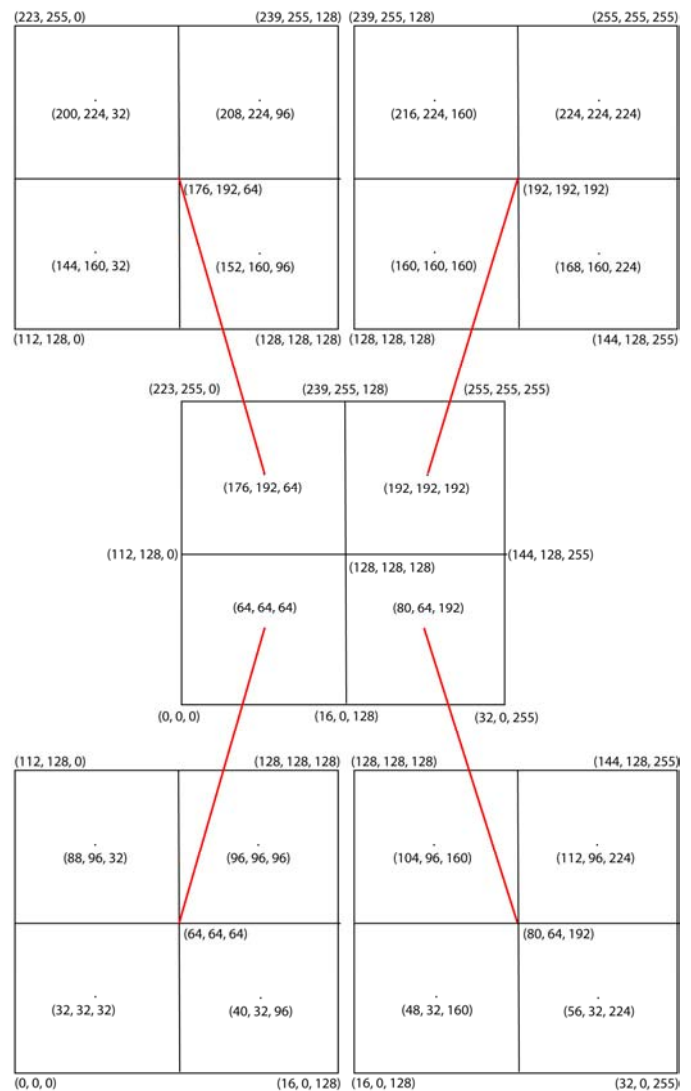 (223, 255, 0) (239, 255, 128) (239, 255, 128) (255, 255, 255)
(200, 224, 32) (208, 224, 96) (216, 224, 160) (224, 224, 224)
(176, 192, 64) (192, 192, 192)
(144, 160, 32) (152, 160, 96) (160, 160, 160) (168, 160, 224)
(112, 128, 0) (128, 128, 128) (128, 128, 128) (144, 128, 255)
(223, 255, 0) (239, 255, 128) (255, 255, 255)
(176, 192, 64) (192, 192, 192)
(112, 128, 0) (144, 128, 255)
(128, 128, 128)
(64, 64, 64) (80, 64, 192)
(0, 0, 0) (16, 0, 128) (32, 0, 255)
(112, 128, 0) (128, 128, 128) (128, 128, 128) (144, 128, 255)
(88, 96, 32) (96, 96, 96) (104, 96, 160) (112, 96, 224)
(64, 64, 64) (80, 64, 192)
(32, 32, 32) (40, 32, 96) (48, 32, 160) (56, 32, 224)
(0, 0, 0) (16, 0, 128) (16, 0, 128) (32, 0, 255)